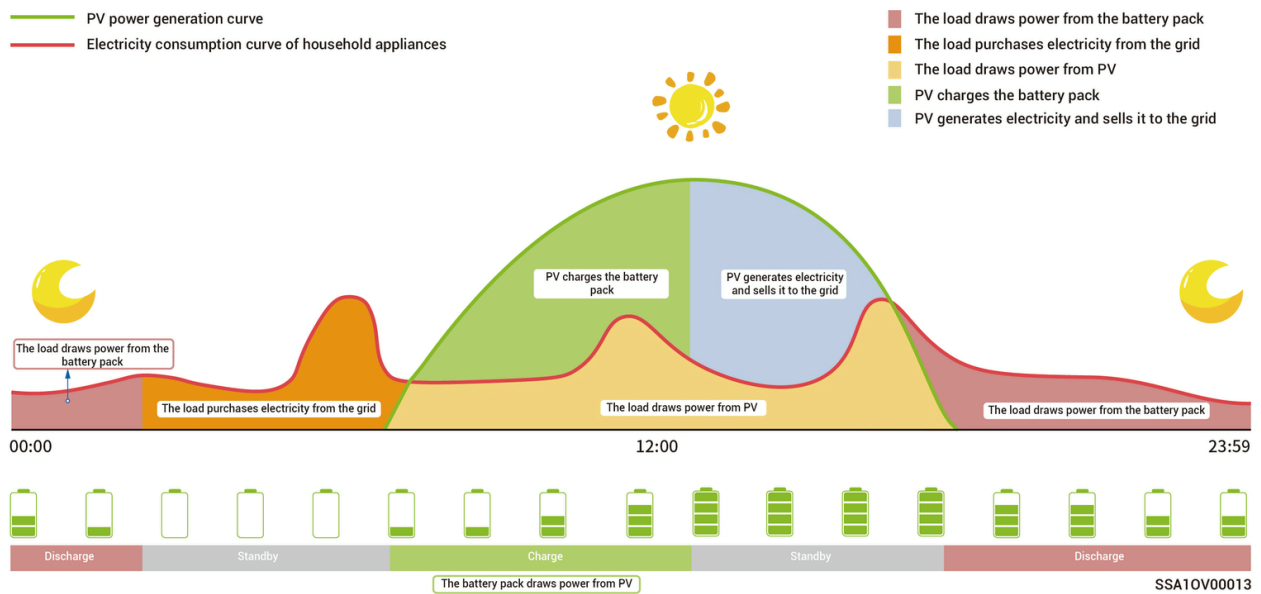 PV power generation curve
Electricity consumption curve of household appliances
The load draws power from the battery pack
The load purchases electricity from the grid
The load draws power from PV
PV charges the battery pack
PV generates electricity and sells it to the grid
PV charges the battery
pack
PV generates electricity
and sells it to the grid
The load draws power from the
battery pack
The load purchases electricity from the grid
The load draws power from PV
The load draws power from the battery pack
00:00
12:00
23:59
Discharge
Standby
Charge
Standby
Discharge
The battery pack draws power from PV
SSA1OV00013